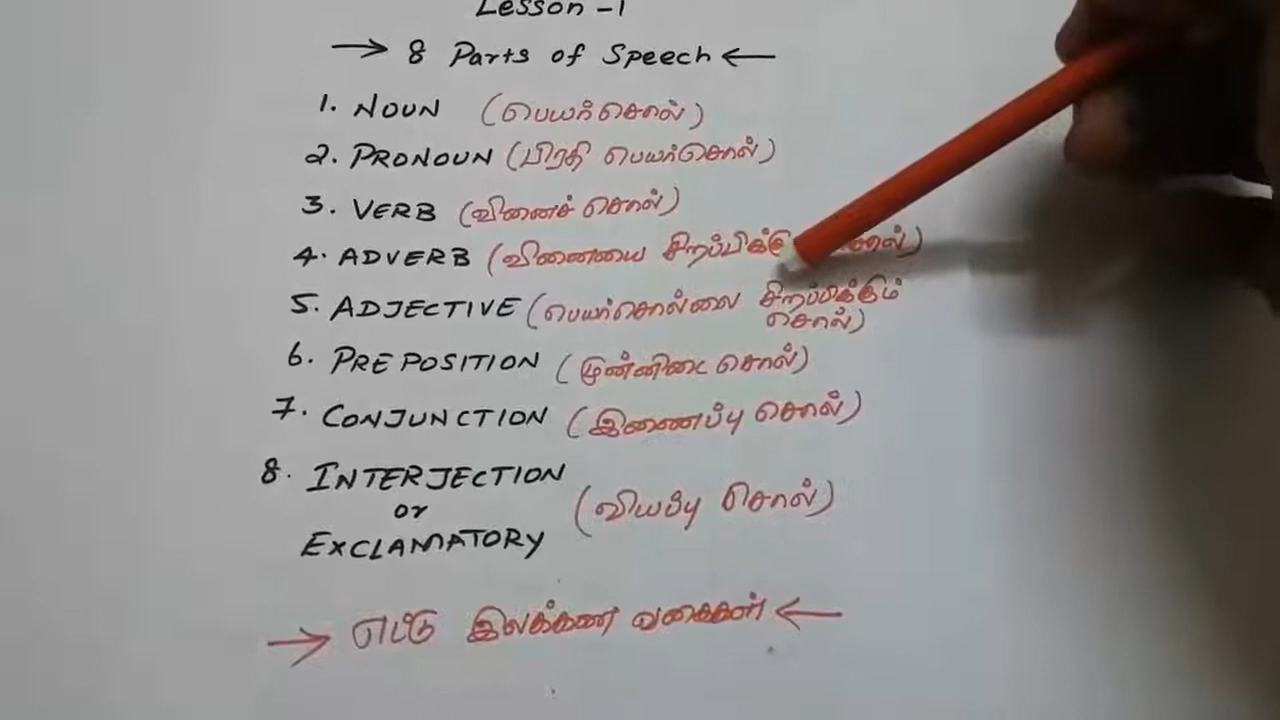 Lesson -1
→ 8 Parts of Speech ←
1. NOUN (பெயர்சொல்)
2. PRONOUN (பிரதி பெயர்சொல்)
3. VERB (வினைச் சொல்)
4. ADVERB (வினையை
5. ADJECTIVE (பெயர்சொல்லை சிறப்பிக்கும்
சொல்)
6. PREPOSITION (முன்னிடை சொல்)
7. CONJUNCTION (இணைப்பு சொல்)
8. INTERJECTION
or
EXCLAMATORY
(வியப்பு சொல்)
→ எட்டு இலக்கண வகைகள் ←